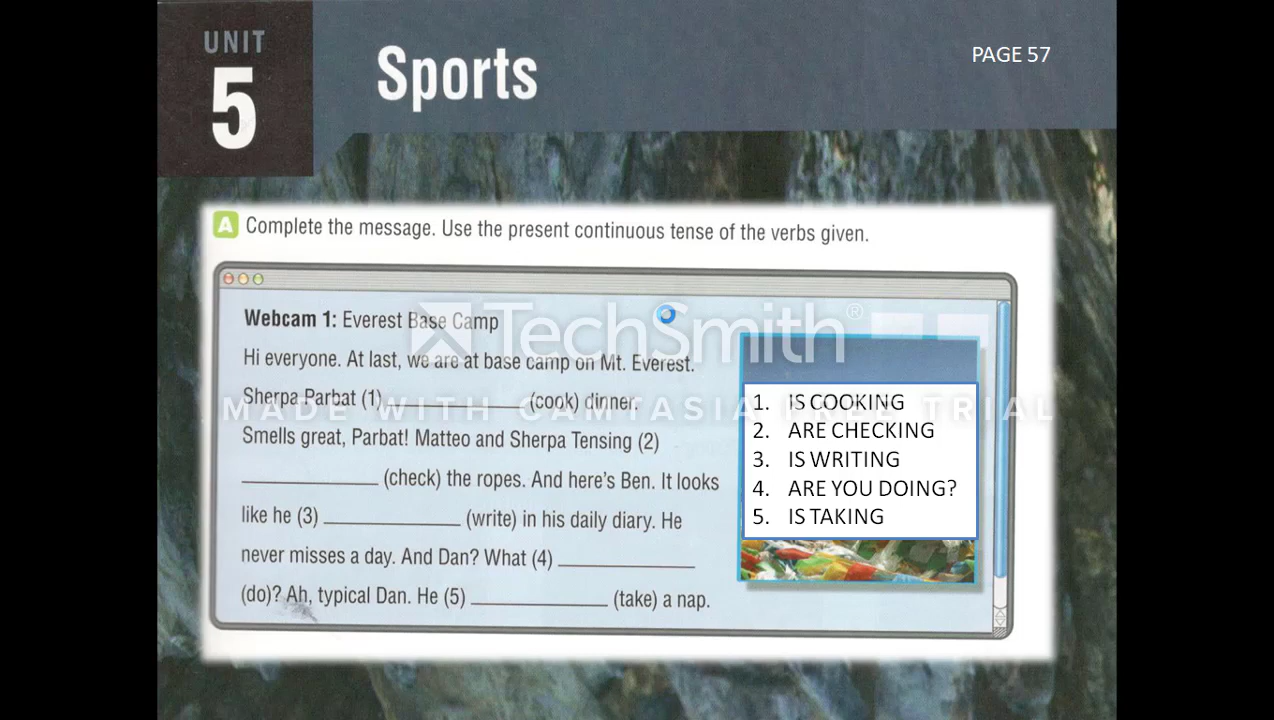 UNIT
5
Sports
PAGE 57
A Complete the message. Use the present continuous tense of the verbs given.
Webcam 1: Everest Base Camp
Hi everyone. At last, we are at base camp on Mt. Everest.
Sherpa Parbat (1) ____________ (cook) dinner.
Smells great, Parbat! Matteo and Sherpa Tensing (2)
____________ (check) the ropes. And here's Ben. It looks
like he (3) ____________ (write) in his daily diary. He
never misses a day. And Dan? What (4) ____________
(do)? Ah, typical Dan. He (5) ____________ (take) a nap.
1. IS COOKING
2. ARE CHECKING
3. IS WRITING
4. ARE YOU DOING?
5. IS TAKING
TechSmith®
MADE WITH CAMTASIA FREE TRIAL